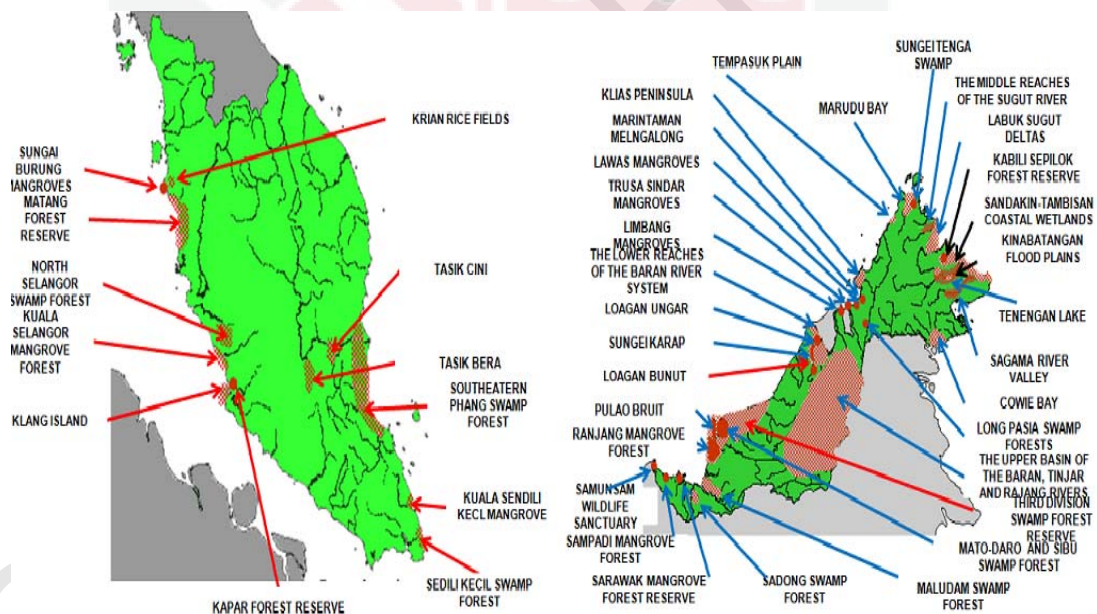 KRIAN RICE FIELDS
SUNGAI
BURUNG
MANGROVES
MATANG
FOREST
RESERVE
NORTH
SELANGOR
SWAMP FOREST
KUALA
SELANGOR
MANGROVE
FOREST
KLANG ISLAND
KAPAR FOREST RESERVE
TASIK CINI
TASIK BERA
SOUTHEATERN
PHANG SWAMP
FOREST
KUALA SENDILI
KECL MANGROVE
SEDILI KECIL SWAMP
FOREST
TEMPASUK PLAIN
KLIAS PENINSULA
MARINTAMAN
MELNGALONG
LAWAS MANGROVES
TRUSA SINDAR
MANGROVES
LIMBANG
MANGROVES
THE LOWER REACHES
OF THE BARAN RIVER
SYSTEM
LOAGAN UNGAR
SUNGEI KARAP
LOAGAN BUNUT
PULAO BRUIT
RANJANG MANGROVE
FOREST
SAMUNSAM
WILDLIFE
SANCTUARY
SAMPADI MANGROVE
FOREST
SARAWAK MANGROVE
FOREST RESERVE
SADONG SWAMP
FOREST
MALUDAM SWAMP
FOREST
MARUDU BAY
SUNGEI TENGA
SWAMP
THE MIDDLE REACHES
OF THE SUGUT RIVER
LABUK SUGUT
DELTAS
KABILI SEPILOK
FOREST RESERVE
SANDAKIN-TAMBISAN
COASTAL WETLANDS
KINABATANGAN
FLOOD PLAINS
TENENGAN LAKE
SAGAMA RIVER
VALLEY
COWIE BAY
LONG PASIA SWAMP
FORESTS
THE UPPER BASIN OF
THE BARAN, TINJAR
AND RAJANG RIVERS
THIRD DIVISION
SWAMP FOREST
RESERVE
MATO-DARO AND SIBU
SWAMP FOREST